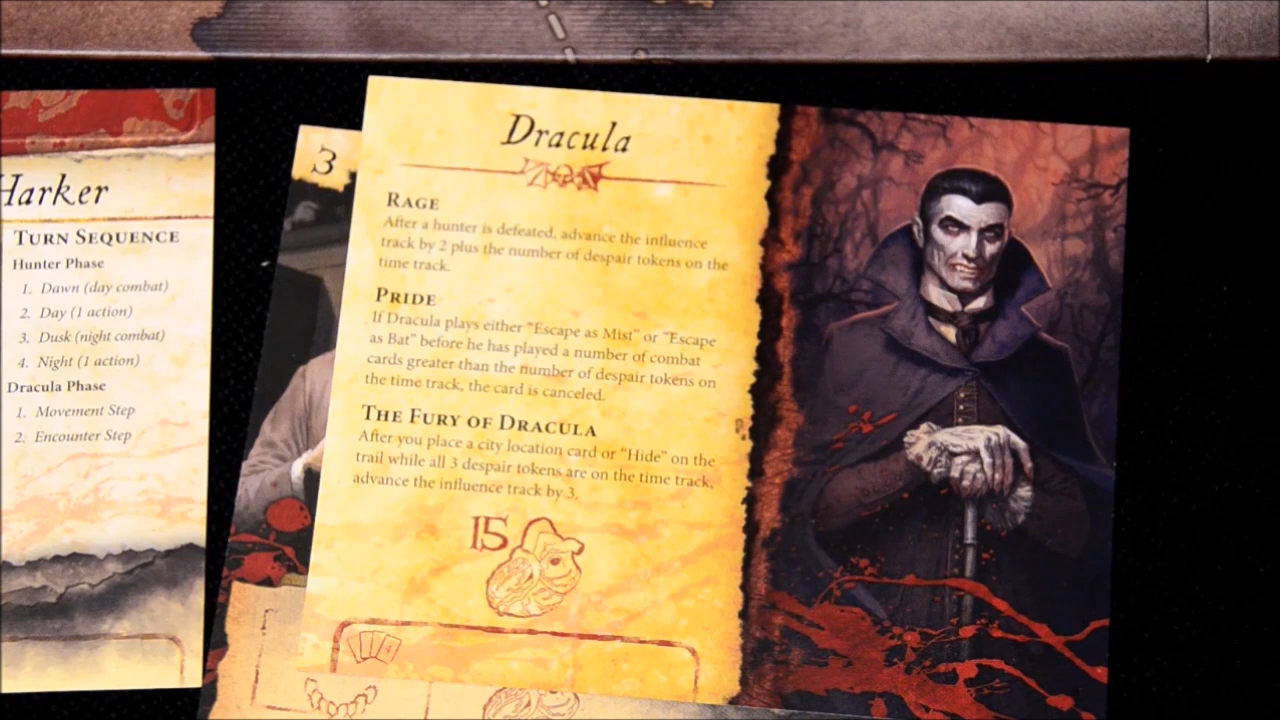 Harker
TURN SEQUENCE
Hunter Phase
1. Dawn (day combat)
2. Day (1 action)
3. Dusk (night combat)
4. Night (1 action)
Dracula Phase
1. Movement Step
2. Encounter Step
3
Dracula
RAGE
After a hunter is defeated, advance the influence
track by 2 plus the number of despair tokens on the
time track.
PRIDE
If Dracula plays either "Escape as Mist" or "Escape
as Bat" before he has played a number of combat
cards greater than the number of despair tokens on
the time track, the card is canceled.
THE FURY OF DRACULA
After you place a city location card or "Hide" on the
trail while all 3 despair tokens are on the time track,
advance the influence track by 3.
15